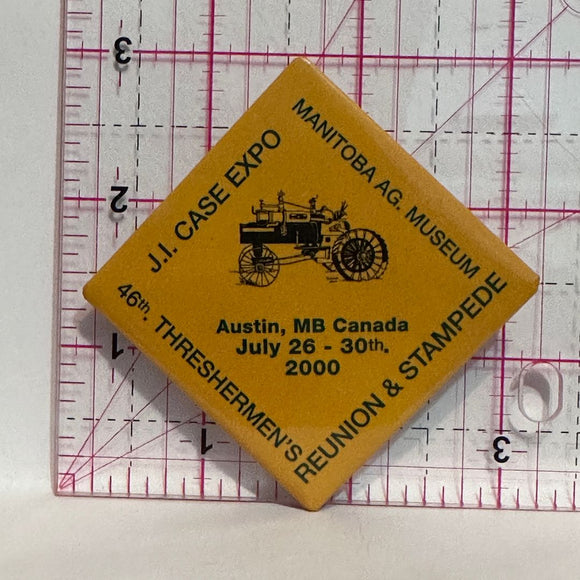 J.I. CASE EXPO
MANITOBA AG. MUSEUM
Austin, MB Canada
July 26 - 30th.
2000
46th. THRESHERMEN'S
REUNION & STAMPEDE
3
2
1
1
3